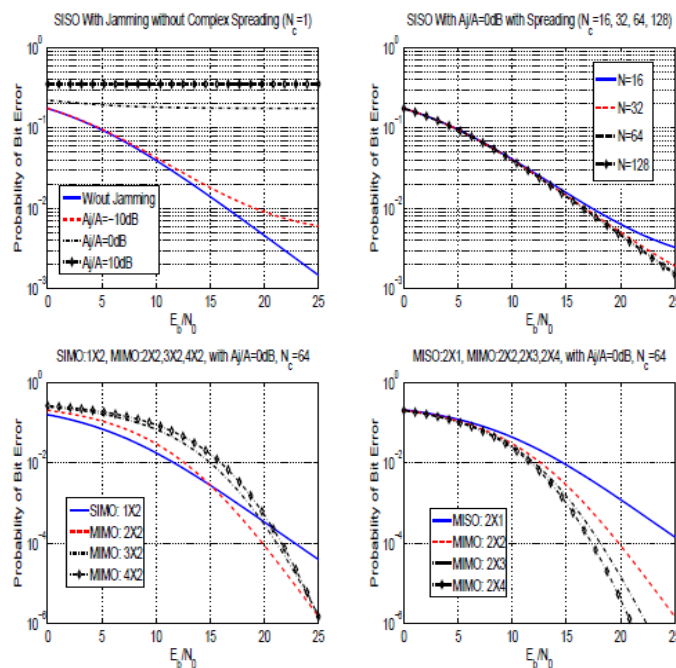 SISO With Jamming without Complex Spreading (N_c=1)
10^0
10^-1
10^-2
10^-3
Probability of Bit Error
W/out Jamming
Aj/A=-10dB
Aj/A=0dB
Aj/A=10dB
0 5 10 15 20 25
E_b/N_0
SISO With Aj/A=0dB with Spreading (N_c=16, 32, 64, 128)
10^0
10^-1
10^-2
10^-3
Probability of Bit Error
N=16
N=32
N=64
N=128
0 5 10 15 20 25
E_b/N_0
SIMO:1X2, MIMO:2X2,3X2,4X2, with Aj/A=0dB, N_c=64
10^0
10^-2
10^-4
10^-6
Probability of Bit Error
SIMO: 1X2
MIMO: 2X2
MIMO: 3X2
MIMO: 4X2
0 5 10 15 20 25
E_b/N_0
MISO:2X1, MIMO:2X2,2X3,2X4, with Aj/A=0dB, N_c=64
10^0
10^-2
10^-4
10^-6
Probability of Bit Error
MISO: 2X1
MIMO: 2X2
MIMO: 2X3
MIMO: 2X4
0 5 10 15 20 25
E_b/N_0